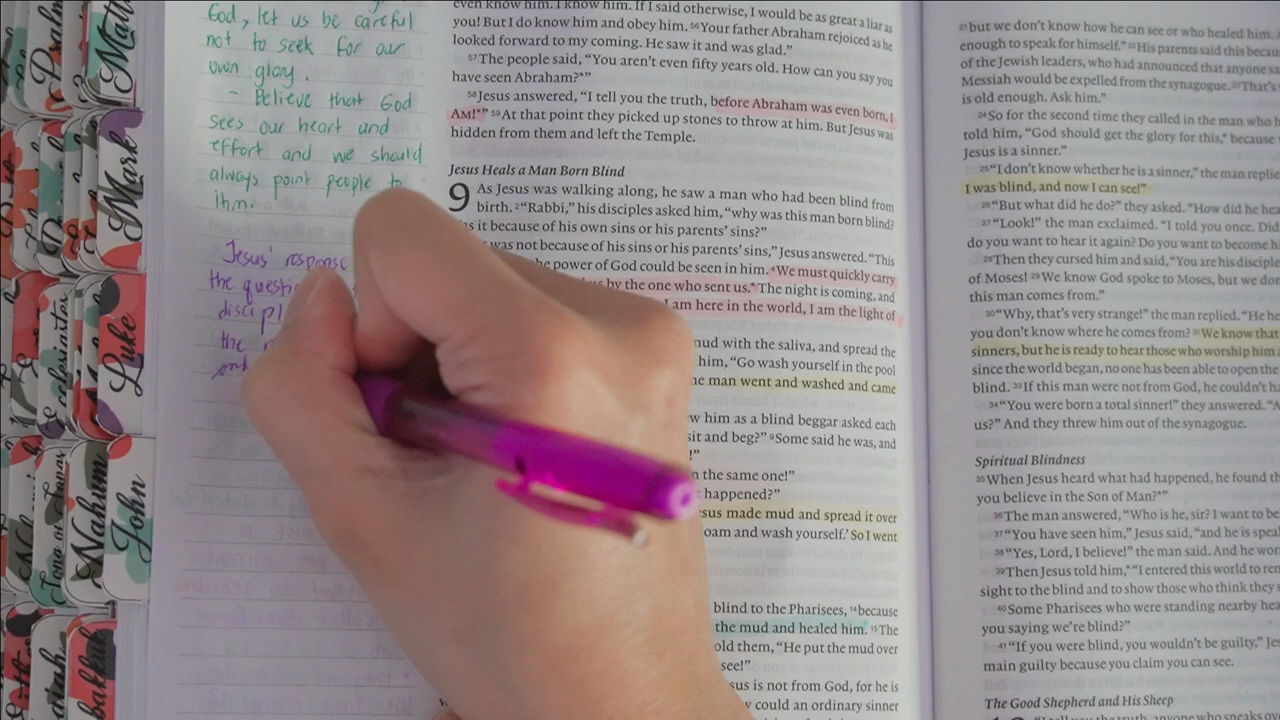 Psalm
Matt
Mark
Ecclesiastes
Luke
Nahum
John
God, let us be careful
not to seek for our
own glory.
- Believe that God
sees our heart and
effort and we should
always point people to
ihm.
Jesus' response
the questi
discipl
the
and
even know him. I know him. If I said otherwise, I would be as great a liar as
you! But I do know him and obey him. 56Your father Abraham rejoiced as he
looked forward to my coming. He saw it and was glad.”
57The people said, “You aren’t even fifty years old. How can you say you
have seen Abraham?*”
58Jesus answered, “I tell you the truth, before Abraham was even born, I
AM!*” 59At that point they picked up stones to throw at him. But Jesus was
hidden from them and left the Temple.
Jesus Heals a Man Born Blind
9 As Jesus was walking along, he saw a man who had been blind from
birth. 2“Rabbi,” his disciples asked him, “why was this man born blind?
as it because of his own sins or his parents’ sins?”
was not because of his sins or his parents’ sins,” Jesus answered. “This
he power of God could be seen in him. 4We must quickly carry
us by the one who sent us.* The night is coming, and
I am here in the world, I am the light of
mud with the saliva, and spread the
him, “Go wash yourself in the pool
he man went and washed and came
w him as a blind beggar asked each
sit and beg?” 9Some said he was, and
!”
n the same one!”
happened?”
sus made mud and spread it over
oam and wash yourself.’ So I went
blind to the Pharisees, 14because
the mud and healed him. 15The
old them, “He put the mud over
see!”
sus is not from God, for he is
w could an ordinary sinner
21but we don’t know how he can see or who healed him. A
enough to speak for himself.” 22His parents said this becau
of the Jewish leaders, who had announced that anyone sa
Messiah would be expelled from the synagogue. 23That’s
is old enough. Ask him.”
24So for the second time they called in the man who h
told him, “God should get the glory for this,* because
Jesus is a sinner.”
25“I don’t know whether he is a sinner,” the man replie
I was blind, and now I can see!”
26“But what did he do?” they asked. “How did he hea
27“Look!” the man exclaimed. “I told you once. Did
do you want to hear it again? Do you want to become h
28Then they cursed him and said, “You are his disciple
of Moses! 29We know God spoke to Moses, but we don
this man comes from.”
30“Why, that’s very strange!” the man replied. “He he
you don’t know where he comes from? 31We know that
sinners, but he is ready to hear those who worship him a
since the world began, no one has been able to open the
blind. 33If this man were not from God, he couldn’t ha
34“You were born a total sinner!” they answered. “A
us?” And they threw him out of the synagogue.
Spiritual Blindness
35When Jesus heard what had happened, he found th
you believe in the Son of Man?*”
36The man answered, “Who is he, sir? I want to be
37“You have seen him,” Jesus said, “and he is spea
38“Yes, Lord, I believe!” the man said. And he wor
39Then Jesus told him,* “I entered this world to ren
sight to the blind and to show those who think they s
40Some Pharisees who were standing nearby hea
you saying we’re blind?”
41“If you were blind, you wouldn’t be guilty,” Jes
main guilty because you claim you can see.
The Good Shepherd and His Sheep